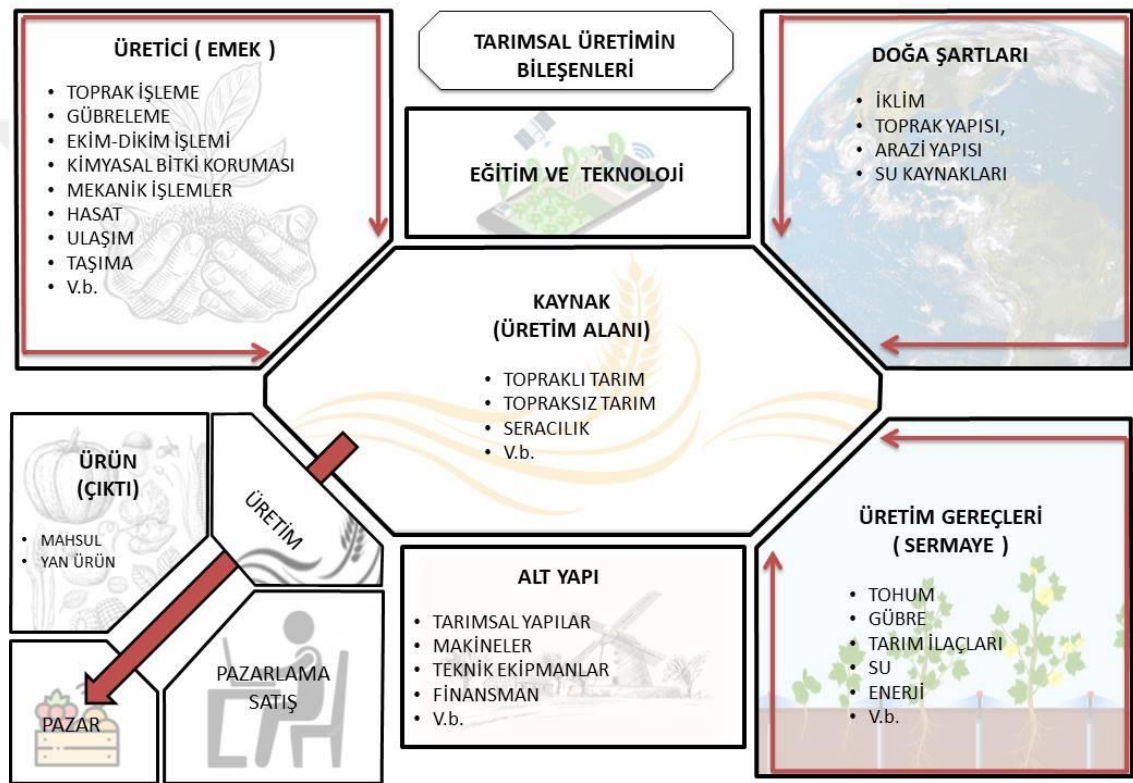 TARIMSAL ÜRETİMİN
BİLEŞENLERİ
ÜRETİCİ ( EMEK )
• TOPRAK İŞLEME
• GÜBRELEME
• EKİM-DİKİM İŞLEMİ
• KİMYASAL BİTKİ KORUMASI
• MEKANİK İŞLEMLER
• HASAT
• ULAŞIM
• TAŞIMA
• V.b.
EĞİTİM VE TEKNOLOJİ
DOĞA ŞARTLARI
• İKLİM
• TOPRAK YAPISI,
• ARAZİ YAPISI
• SU KAYNAKLARI
KAYNAK
(ÜRETİM ALANI)
• TOPRAKLI TARIM
• TOPRAKSIZ TARIM
• SERACILIK
• V.b.
ÜRÜN
(ÇIKTI)
• MAHSUL
• YAN ÜRÜN
ÜRETİM
PAZAR
PAZARLAMA
SATIŞ
ALT YAPI
• TARIMSAL YAPILAR
• MAKİNELER
• TEKNİK EKİPMANLAR
• FİNANSMAN
• V.b.
ÜRETİM GEREÇLERİ
( SERMAYE )
• TOHUM
• GÜBRE
• TARIM İLAÇLARI
• SU
• ENERJİ
• V.b.